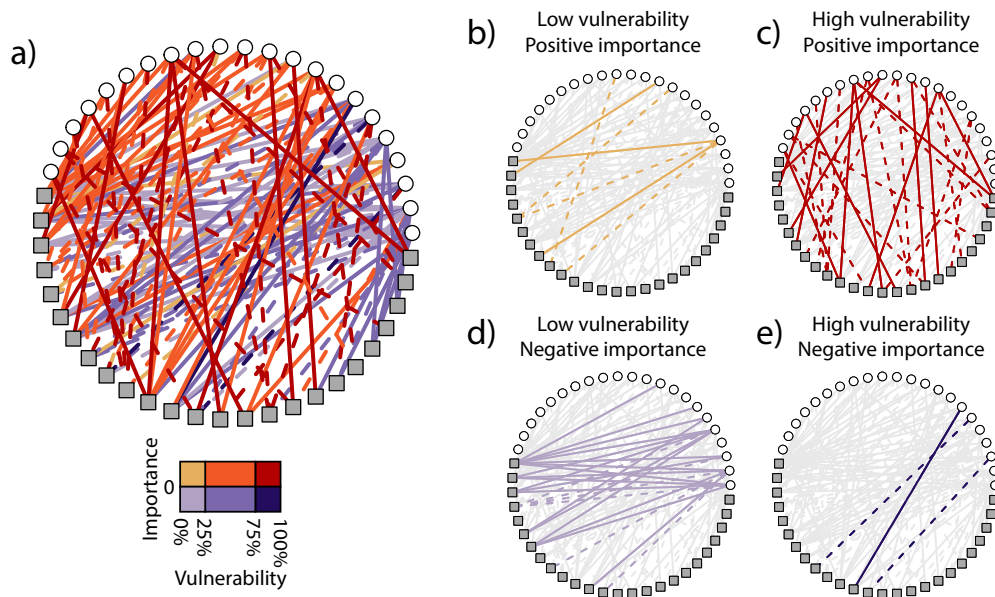 a)
b)
Low vulnerability
Positive importance
c)
High vulnerability
Positive importance
d)
Low vulnerability
Negative importance
e)
High vulnerability
Negative importance
Importance
0
0%
25%
75%
100%
Vulnerability